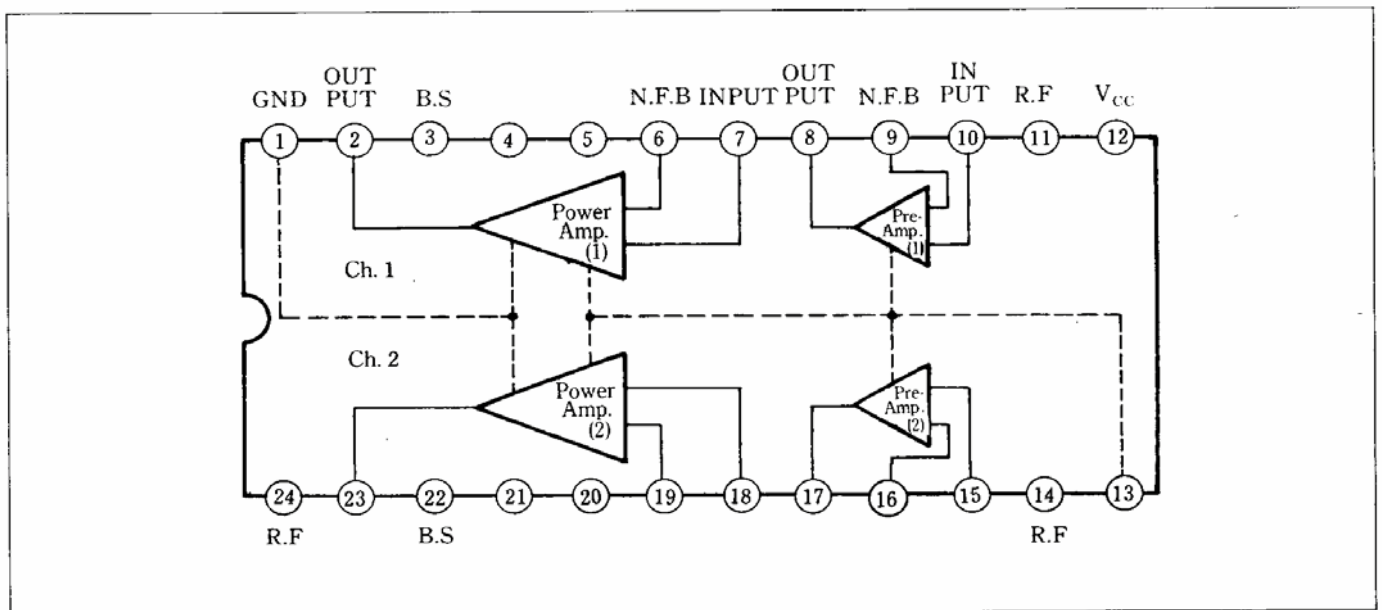 OUT
PUT
GND
B.S
N.F.B
INPUT
OUT
PUT
N.F.B
IN
PUT
R.F
VCC
1
2
3
4
5
6
7
8
9
10
11
12
Power
Amp.
(1)
Pre-
Amp.
(1)
Ch. 1
Ch. 2
Power
Amp.
(2)
Pre-
Amp.
(2)
24
23
22
21
20
19
18
17
16
15
14
13
R.F
B.S
R.F